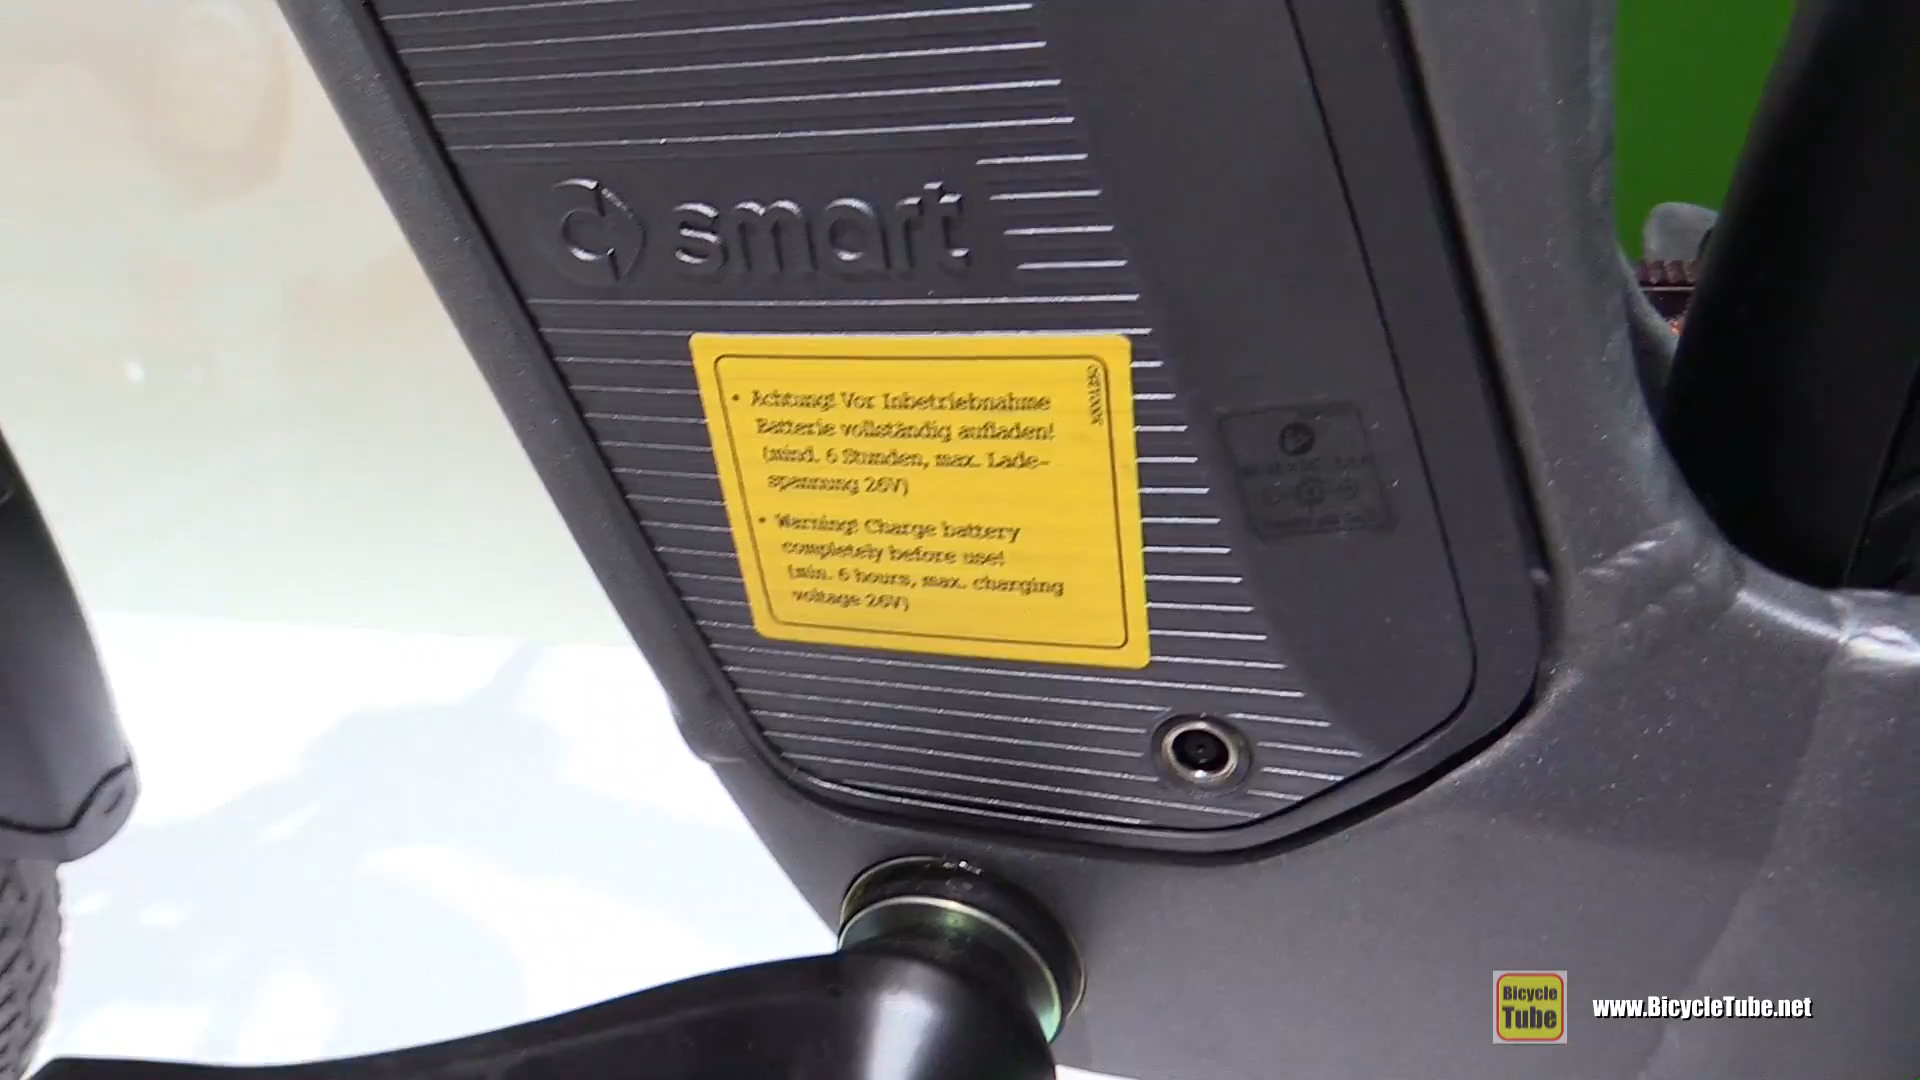 smart
• Achtung! Vor Inbetriebnahme
Batterie vollständig aufladen!
(mind. 6 Stunden, max. Lade-
spannung 26V)
• Warning! Charge battery
completely before use!
(min. 6 hours, max. charging
voltage 26V)
Bicycle
Tube
www.BicycleTube.net